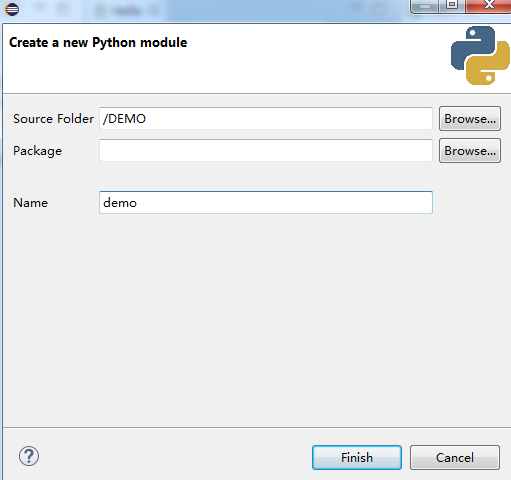 Create a new Python module
Source Folder /DEMO Browse...
Package Browse...
Name demo
Finish Cancel